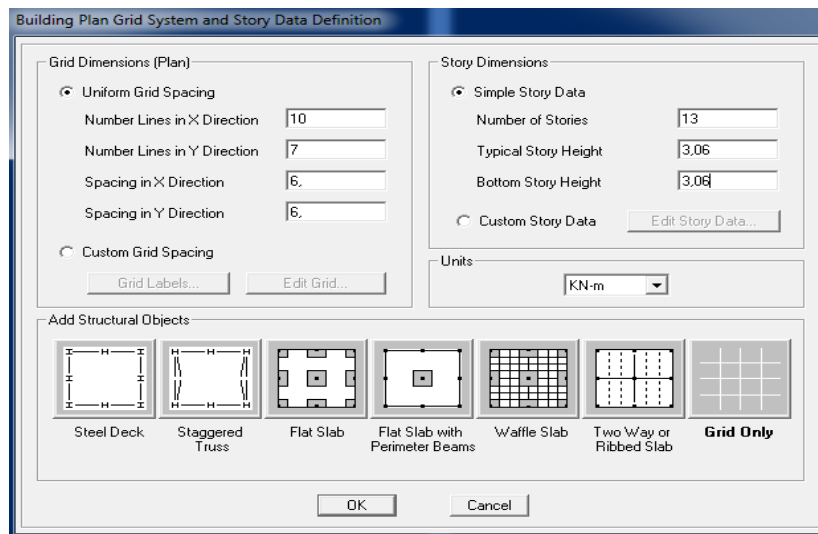 Building Plan Grid System and Story Data Definition
Grid Dimensions (Plan)
Uniform Grid Spacing
Number Lines in X Direction 10
Number Lines in Y Direction 7
Spacing in X Direction 6,
Spacing in Y Direction 6,
Custom Grid Spacing
Grid Labels... Edit Grid...
Story Dimensions
Simple Story Data
Number of Stories 13
Typical Story Height 3,06
Bottom Story Height 3,06
Custom Story Data Edit Story Data...
Units
KN-m
Add Structural Objects
Steel Deck
Staggered
Truss
Flat Slab
Flat Slab with
Perimeter Beams
Waffle Slab
Two Way or
Ribbed Slab
Grid Only
OK Cancel